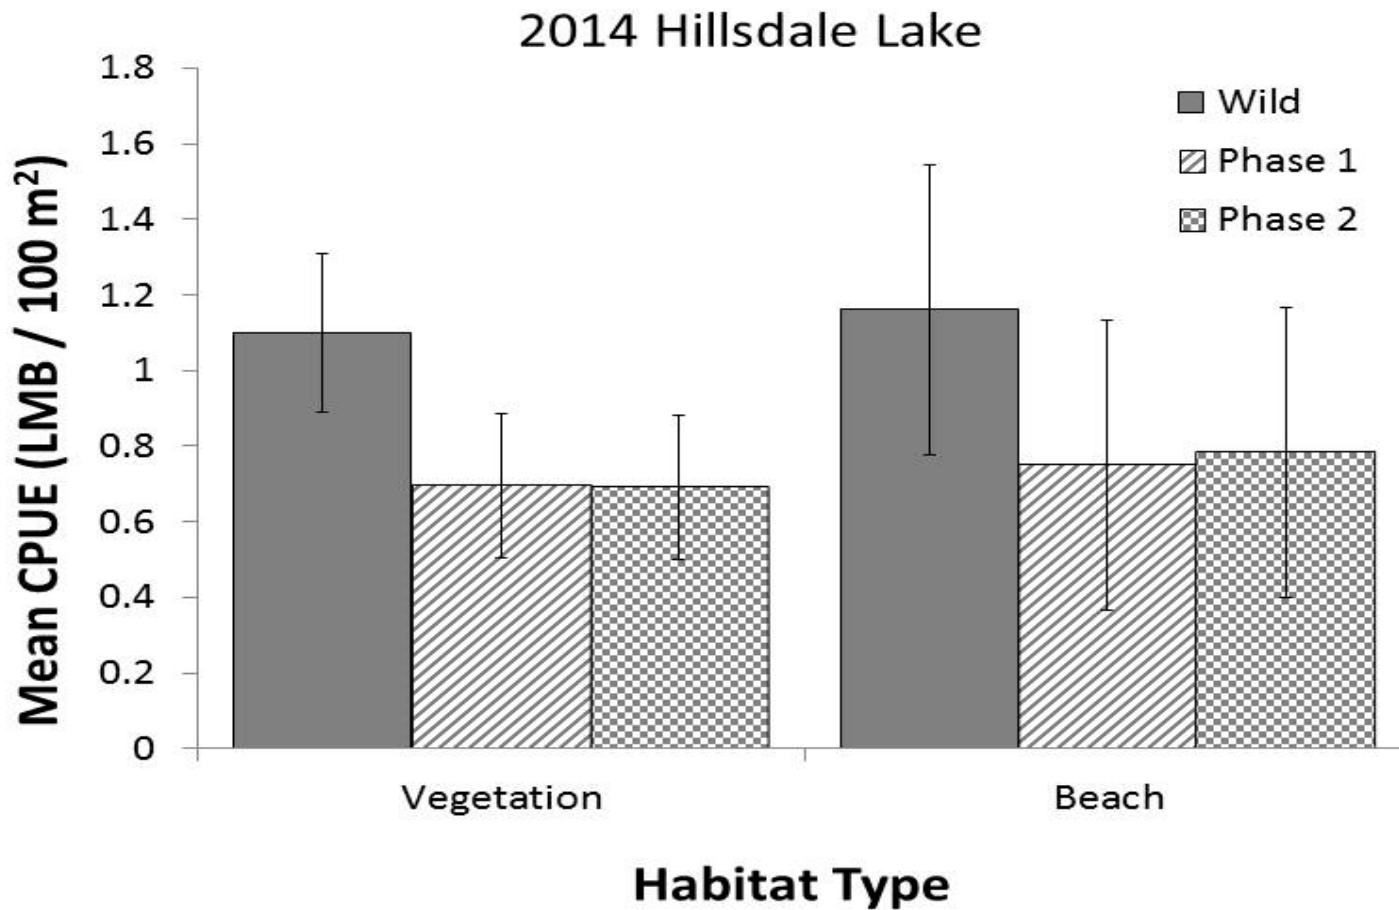 2014 Hillsdale Lake
Mean CPUE (LMB / 100 m²)
1.8
1.6
1.4
1.2
1
0.8
0.6
0.4
0.2
0
Wild
Phase 1
Phase 2
Vegetation
Beach
Habitat Type